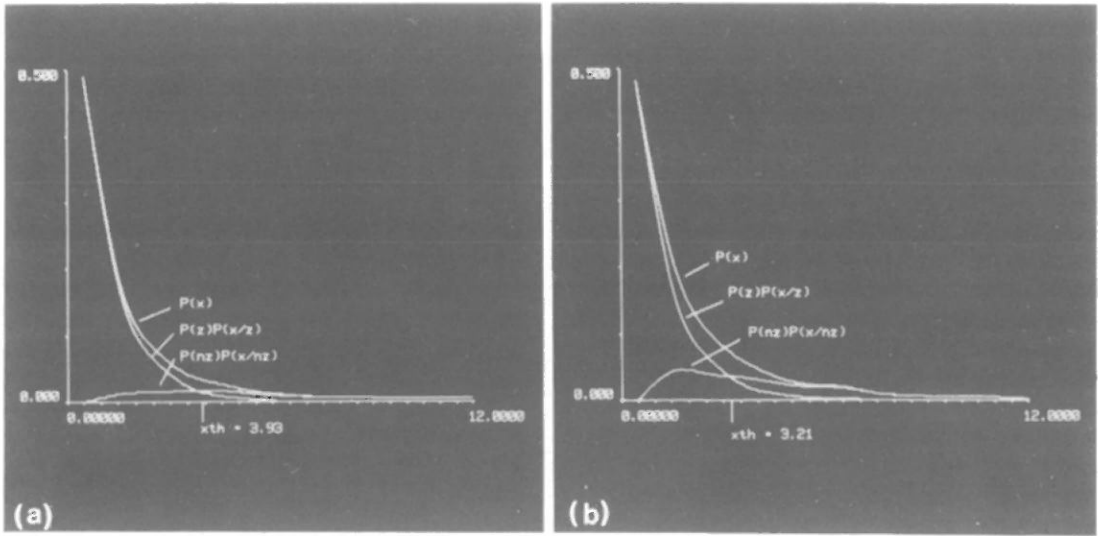 0.500
P(x)
P(z)P(x/z)
P(nz)P(x/nz)
0.000
0.00000
12.0000
xth = 3.93
(a)
0.500
P(x)
P(z)P(x/z)
P(nz)P(x/nz)
0.000
0.00000
12.0000
xth = 3.21
(b)